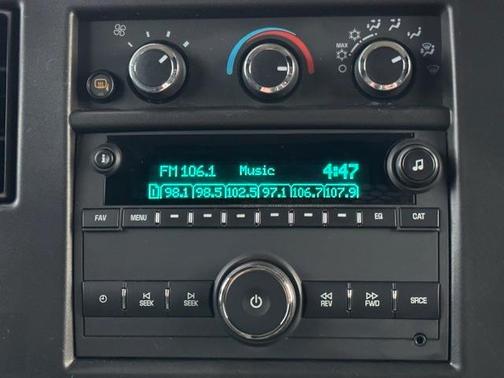 MAX
FM 106.1 Music 4:47
1 98.1 98.5 102.5 97.1 106.7 107.9
FAV MENU EQ CAT
SEEK SEEK REV FWD SRCE